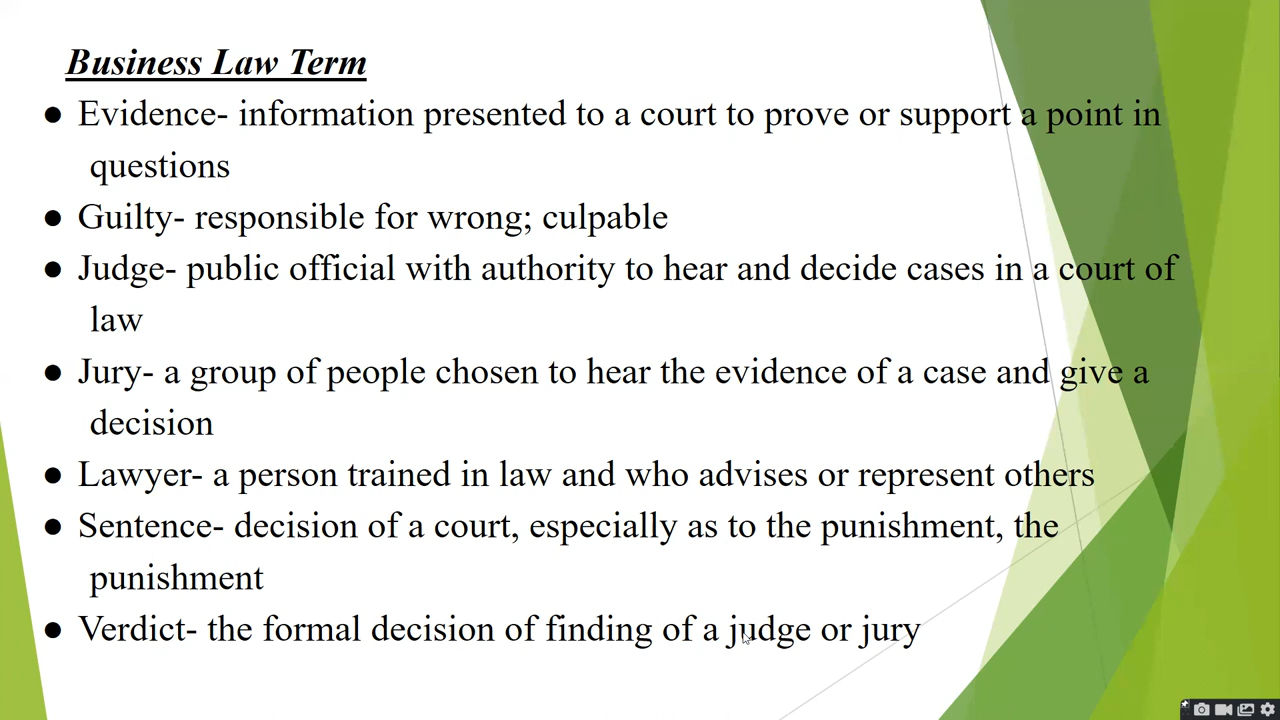 Business Law Term
● Evidence- information presented to a court to prove or support a point in
questions
● Guilty- responsible for wrong; culpable
● Judge- public official with authority to hear and decide cases in a court of
law
● Jury- a group of people chosen to hear the evidence of a case and give a
decision
● Lawyer- a person trained in law and who advises or represent others
● Sentence- decision of a court, especially as to the punishment, the
punishment
● Verdict- the formal decision of finding of a judge or jury